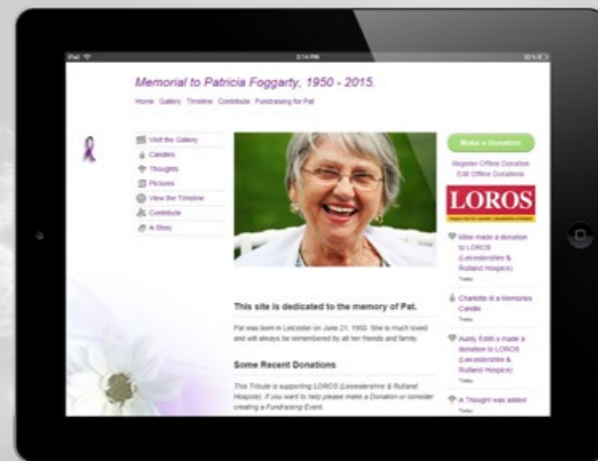 iPad
3:14 PM
Memorial to Patricia Foggarty, 1950 - 2015.
Home Gallery Timeline Contribute Fundraising for Pat
Visit the Gallery
Candles
Thoughts
Pictures
View the Timeline
Contribute
A Story
This site is dedicated to the memory of Pat.
Pat was born in Leicester on June 21, 1950. She is much loved
and will always be remembered by all her friends and family.
Some Recent Donations
This Tribute is supporting LOROS (Leicestershire & Rutland
Hospice). If you want to help please make a Donation or consider
creating a Fundraising Event.
Make a Donation
Register Offline Donation
Edit Offline Donations
LOROS
Mike made a donation
to LOROS
(Leicestershire &
Rutland Hospice)
Today
Charlotte lit a Memories
Candle
Today
Aunty Edith x made a
donation to LOROS
(Leicestershire &
Rutland Hospice)
Today
A Thought was added
Today